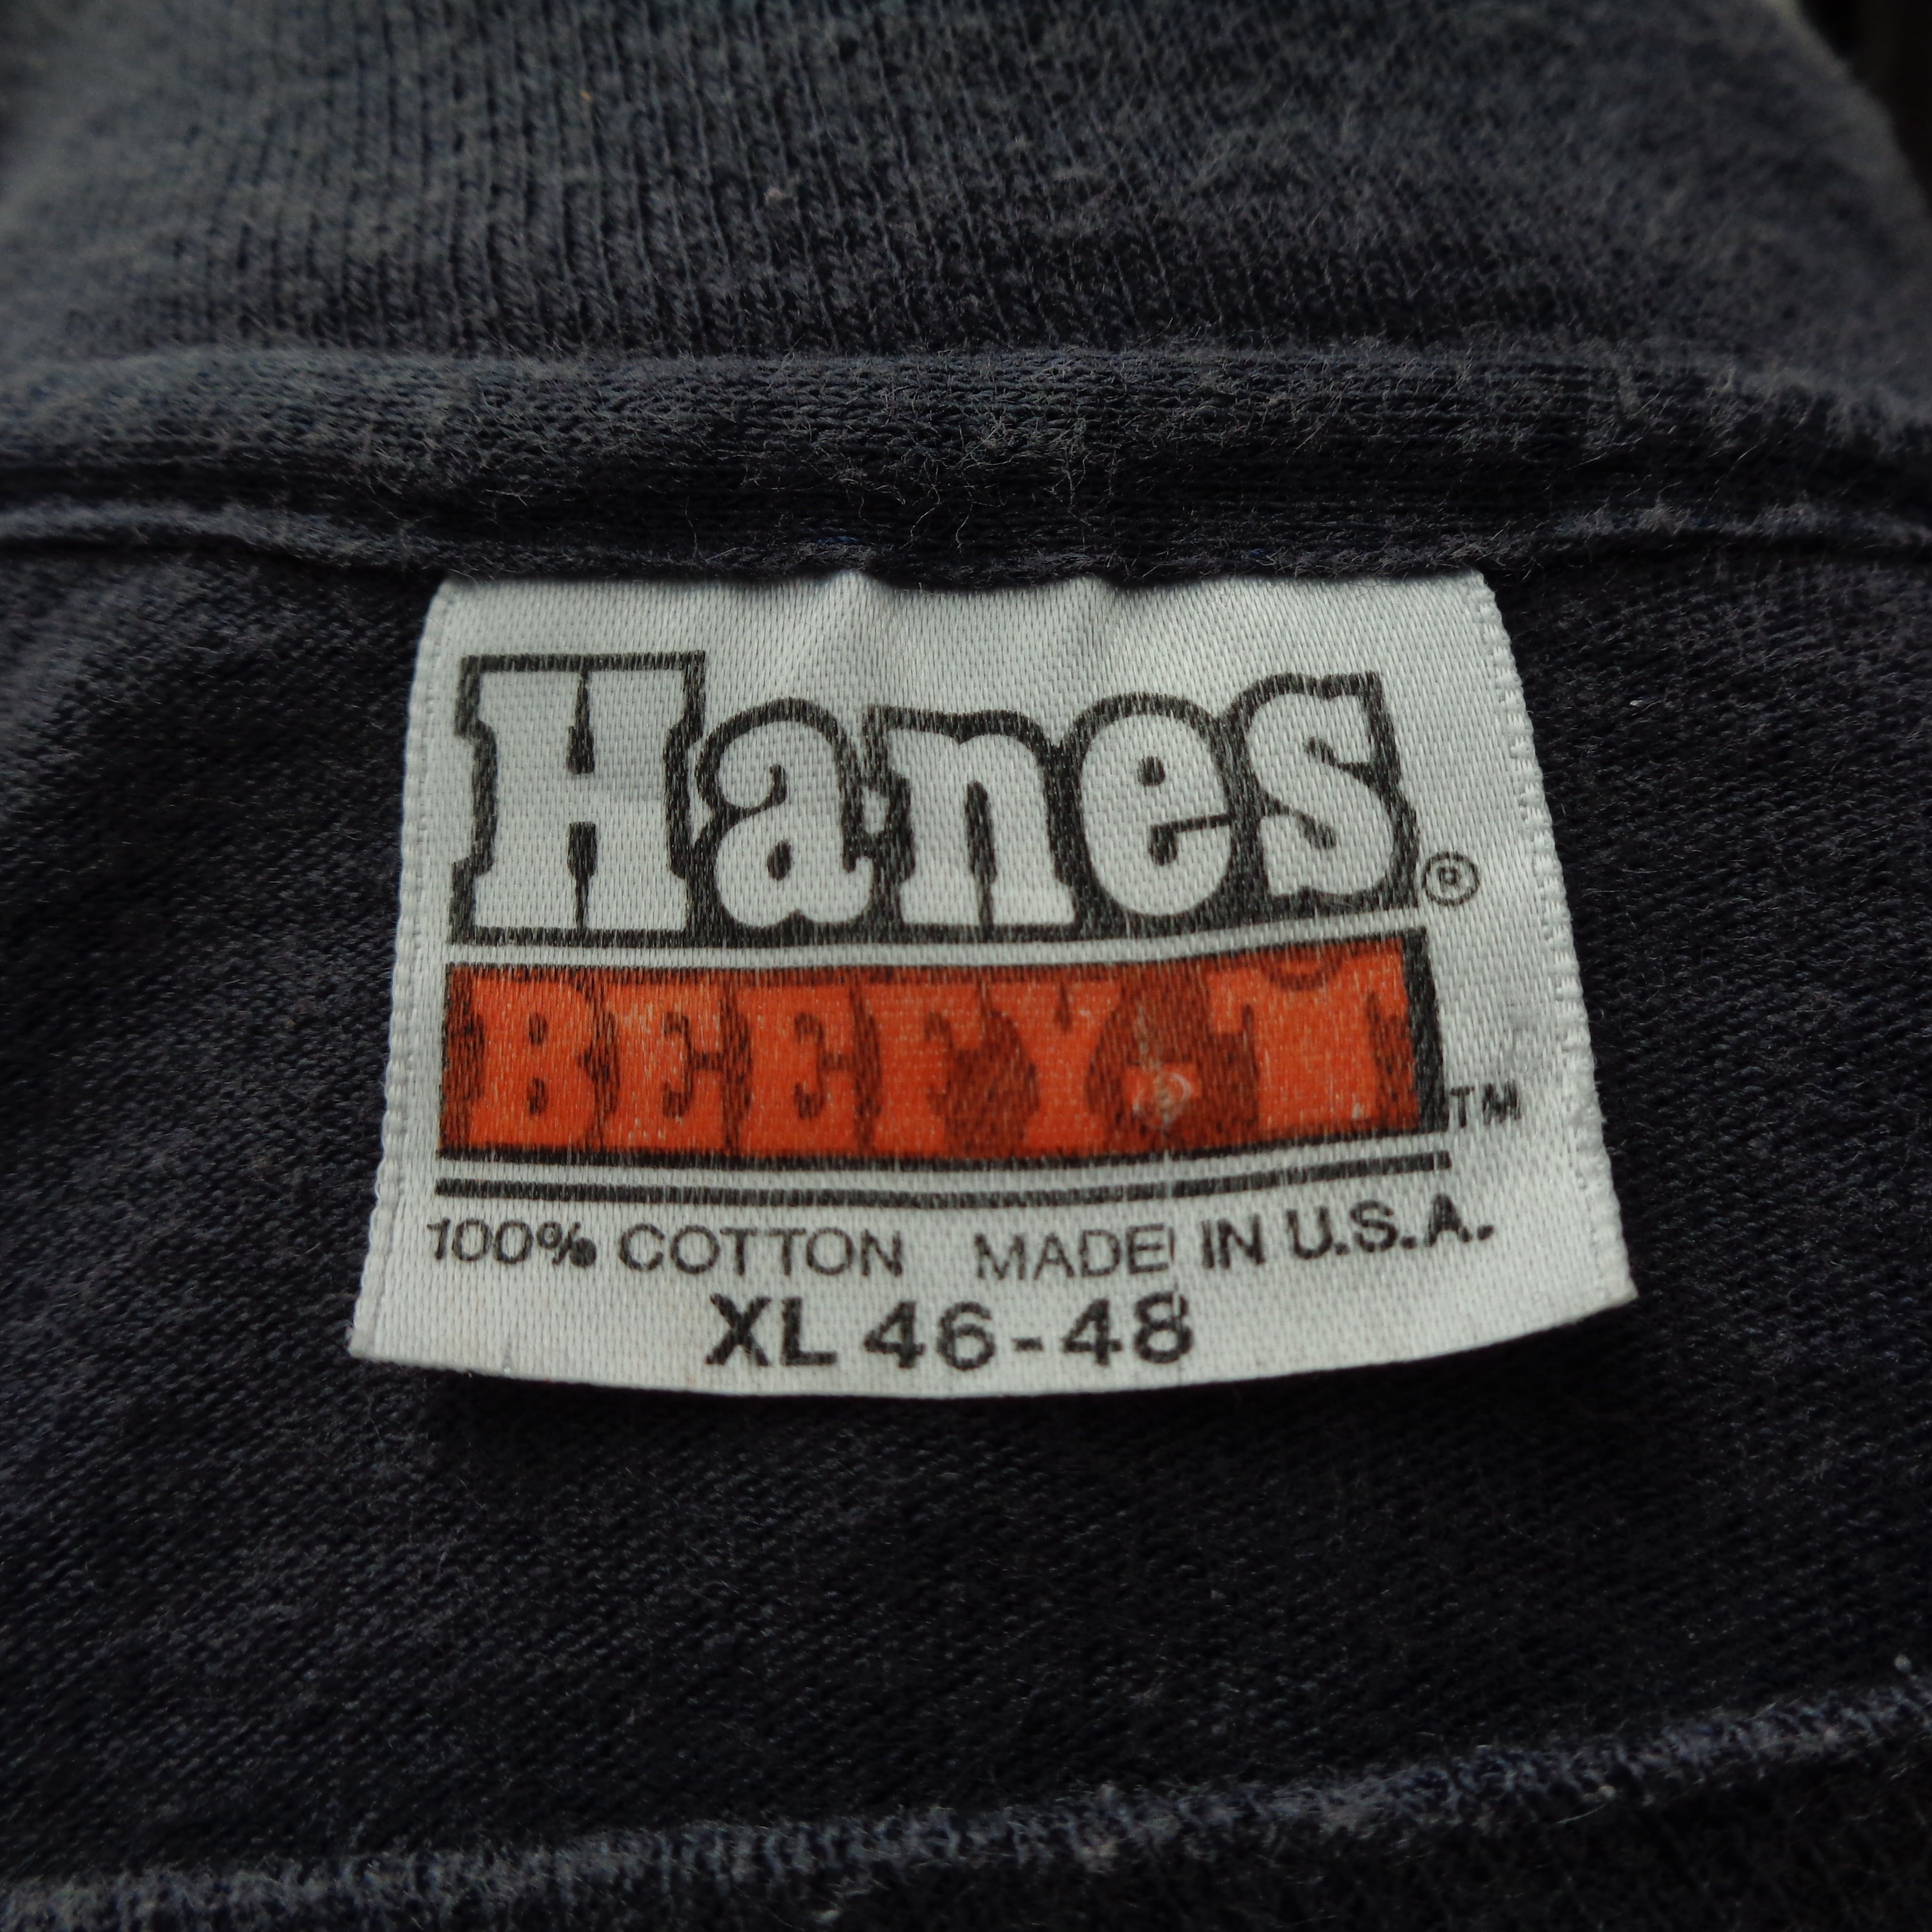 Hanes®
BEEFY-T™
100% COTTON MADE IN U.S.A.
XL 46-48